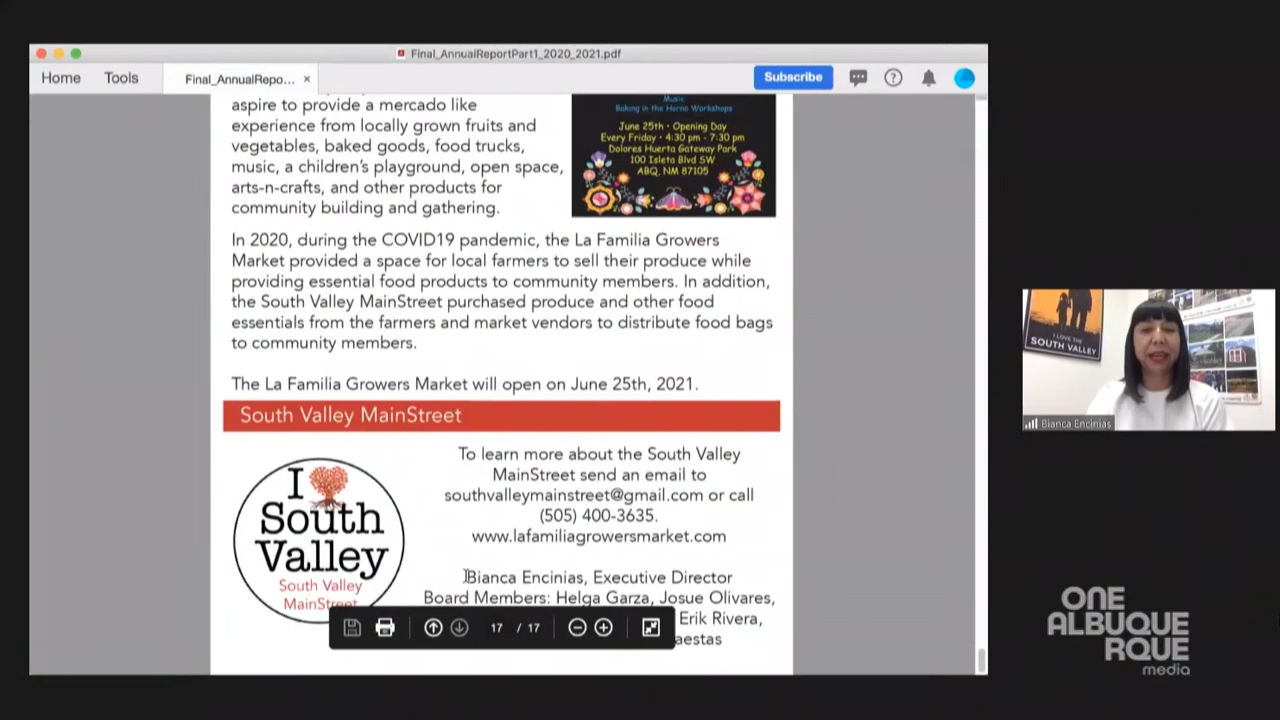 Final_AnnualReportPart1_2020_2021.pdf
Home
Tools
Final_AnnualRepo...
×
Subscribe
aspire to provide a mercado like
experience from locally grown fruits and
vegetables, baked goods, food trucks,
music, a children's playground, open space,
arts-n-crafts, and other products for
community building and gathering.
Music
Baking in the Horno Workshops
June 25th • Opening Day
Every Friday • 4:30 pm - 7:30 pm
Dolores Huerta Gateway Park
100 Isleta Blvd SW
ABQ, NM 87105
In 2020, during the COVID19 pandemic, the La Familia Growers
Market provided a space for local farmers to sell their produce while
providing essential food products to community members. In addition,
the South Valley MainStreet purchased produce and other food
essentials from the farmers and market vendors to distribute food bags
to community members.
The La Familia Growers Market will open on June 25th, 2021.
South Valley MainStreet
I
South
Valley
South Valley
MainStreet
To learn more about the South Valley
MainStreet send an email to
southvalleymainstreet@gmail.com or call
(505) 400-3635.
www.lafamiliagrowersmarket.com
Bianca Encinias, Executive Director
Board Members: Helga Garza, Josue Olivares,
Erik Rivera,
aestas
17 / 17
I LOVE THE
SOUTH VALLEY
Bianca Encinias
ONE
ALBUQUE
RQUE
media